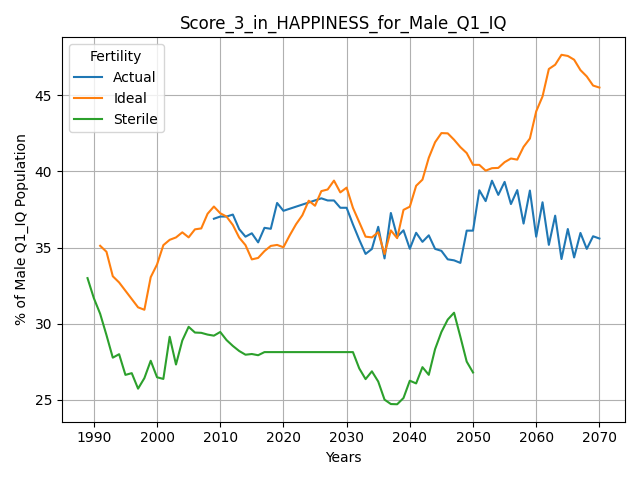 Score_3_in_HAPPINESS_for_Male_Q1_IQ
Fertility
Actual
Ideal
Sterile
% of Male Q1_IQ Population
45
40
35
30
25
1990 2000 2010 2020 2030 2040 2050 2060 2070
Years